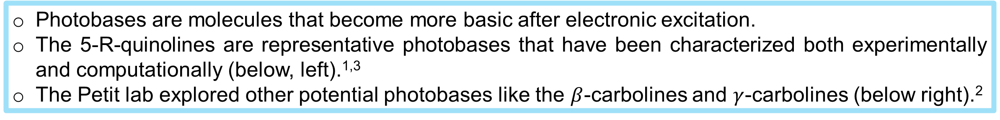 ○ Photobases are molecules that become more basic after electronic excitation.
○ The 5-R-quinolines are representative photobases that have been characterized both experimentally
and computationally (below, left).¹,³
○ The Petit lab explored other potential photobases like the 𝛽-carbolines and 𝛾-carbolines (below right).²